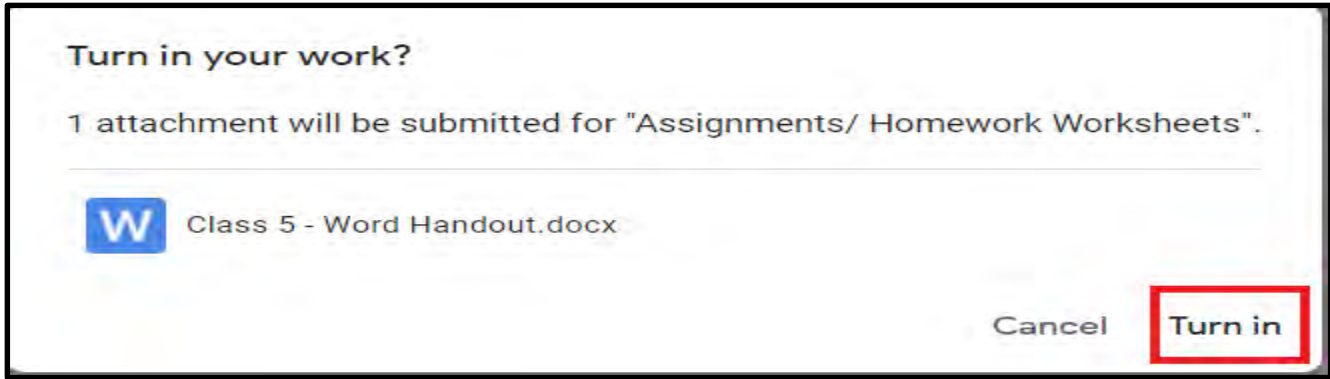 Turn in your work?
1 attachment will be submitted for "Assignments/ Homework Worksheets".
W Class 5 - Word Handout.docx
Cancel Turn in